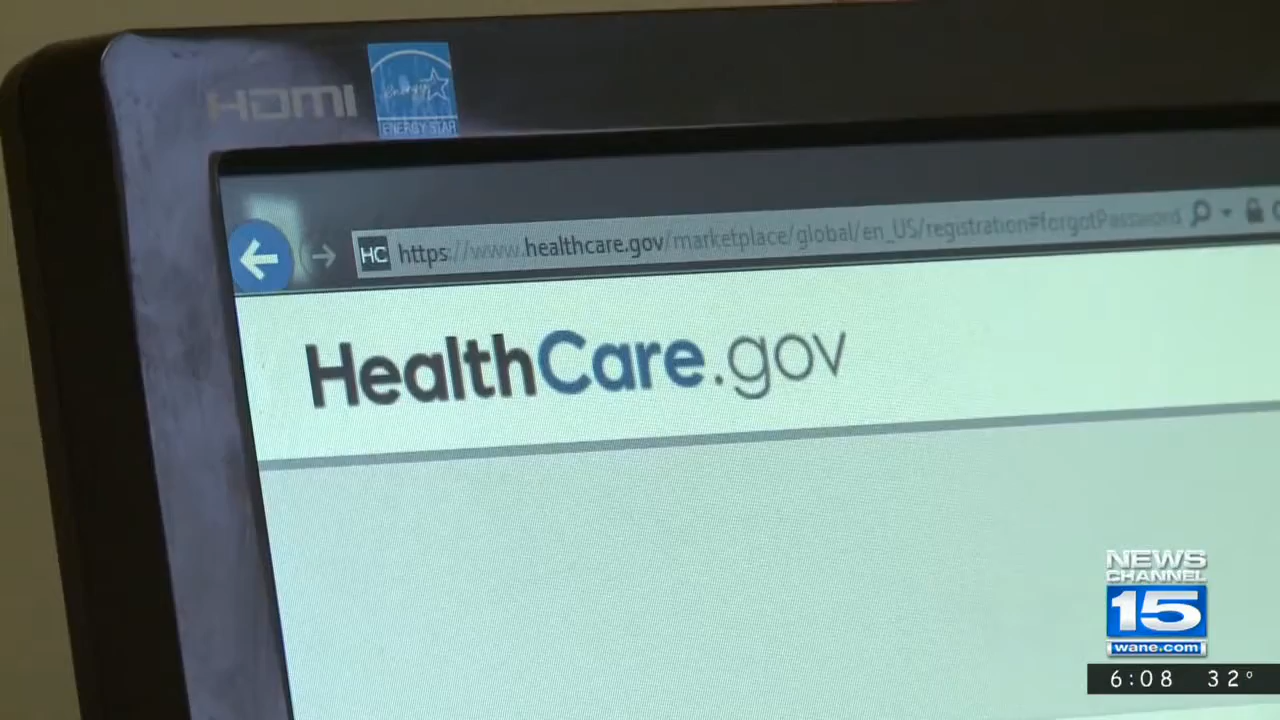 HDMI
energy
ENERGY STAR
HC https://www.healthcare.gov/marketplace/global/en_US/registration#forgotPassword
HealthCare.gov
NEWS
CHANNEL
15
wane.com
6:08 32°